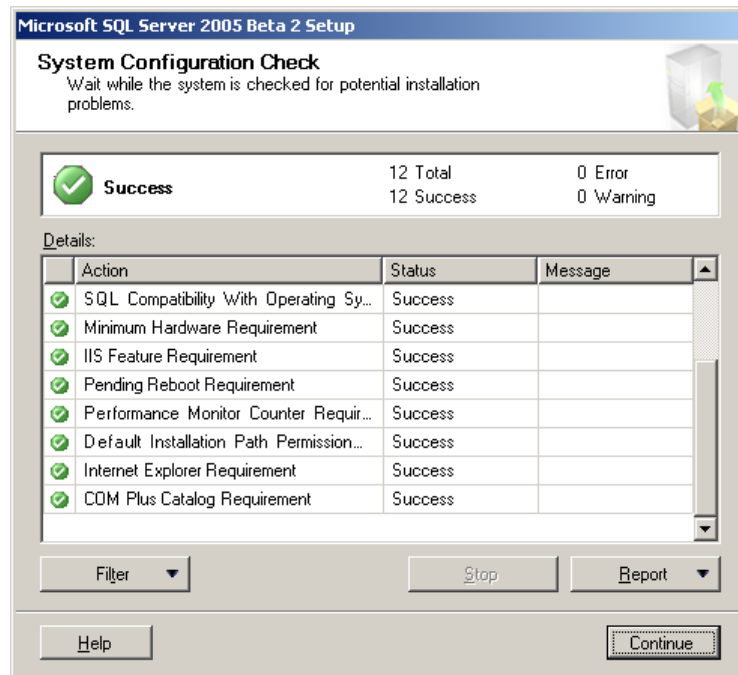 Microsoft SQL Server 2005 Beta 2 Setup
System Configuration Check
Wait while the system is checked for potential installation
problems.
Success 12 Total 0 Error
12 Success 0 Warning
Details:
Action Status Message
SQL Compatibility With Operating Sy... Success
Minimum Hardware Requirement Success
IIS Feature Requirement Success
Pending Reboot Requirement Success
Performance Monitor Counter Requir... Success
Default Installation Path Permission... Success
Internet Explorer Requirement Success
COM Plus Catalog Requirement Success
Filter Stop Report
Help Continue